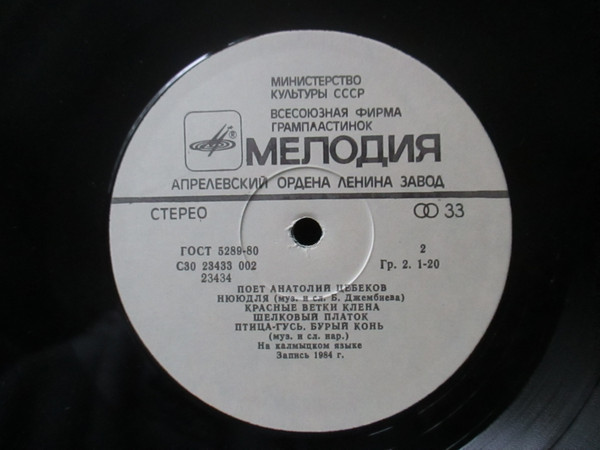 МИНИСТЕРСТВО
КУЛЬТУРЫ СССР
ВСЕСОЮЗНАЯ ФИРМА
ГРАМПЛАСТИНОК
®
МЕЛОДИЯ
АПРЕЛЕВСКИЙ ОРДЕНА ЛЕНИНА ЗАВОД
СТЕРЕО 33
ГОСТ 5289-80 2
С30 23433 002 Гр. 2. 1-20
23434
ПОЕТ АНАТОЛИЙ ЦЕБЕКОВ
НЮЮДЛЯ (муз. и сл. Б. Джембиева)
КРАСНЫЕ ВЕТКИ КЛЕНА
ШЕЛКОВЫЙ ПЛАТОК
ПТИЦА-ГУСЬ. БУРЫЙ КОНЬ
(муз. и сл. нар.)
На калмыцком языке
Запись 1984 г.